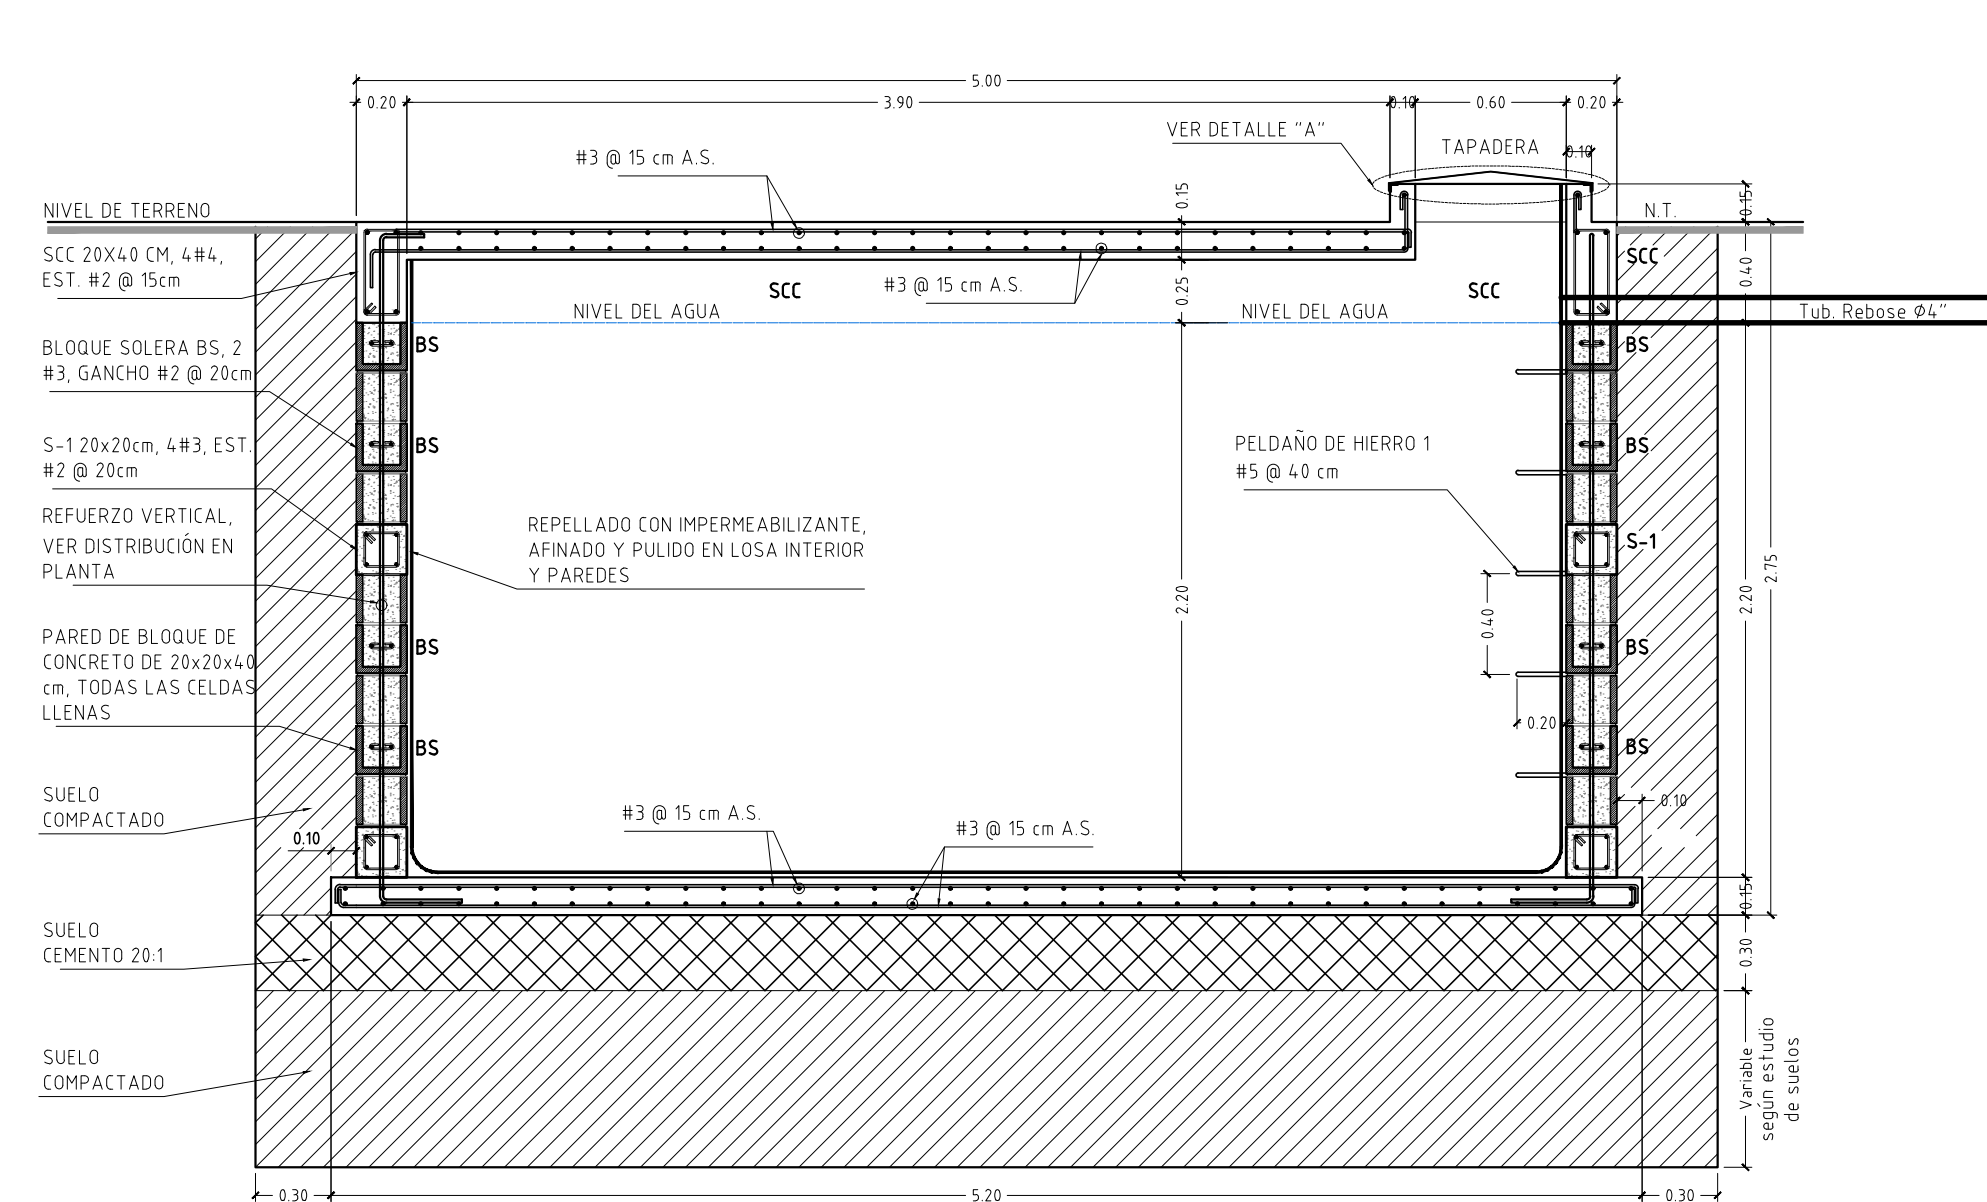 5.00
0.20
3.90
0.10
0.60
0.20
VER DETALLE "A"
TAPADERA
0.10
#3 @ 15 cm A.S.
0.15
0.15
NIVEL DE TERRENO
N.T.
SCC 20X40 CM, 4#4,
EST. #2 @ 15cm
SCC
0.40
#3 @ 15 cm A.S.
SCC
SCC
0.25
NIVEL DEL AGUA
NIVEL DEL AGUA
Tub. Rebose Ø4"
BLOQUE SOLERA BS, 2
#3, GANCHO #2 @ 20cm
BS
BS
S-1 20x20cm, 4#3, EST.
#2 @ 20cm
BS
BS
PELDAÑO DE HIERRO 1
#5 @ 40 cm
REFUERZO VERTICAL,
VER DISTRIBUCIÓN EN
PLANTA
REPELLADO CON IMPERMEABILIZANTE,
AFINADO Y PULIDO EN LOSA INTERIOR
Y PAREDES
S-1
2.75
2.20
2.20
0.40
PARED DE BLOQUE DE
CONCRETO DE 20x20x40
cm, TODAS LAS CELDAS
LLENAS
BS
BS
0.20
BS
BS
SUELO
COMPACTADO
0.10
0.10
#3 @ 15 cm A.S.
#3 @ 15 cm A.S.
0.15
SUELO
CEMENTO 20:1
0.30
SUELO
COMPACTADO
Variable
según estudio
de suelos
0.30
5.20
0.30